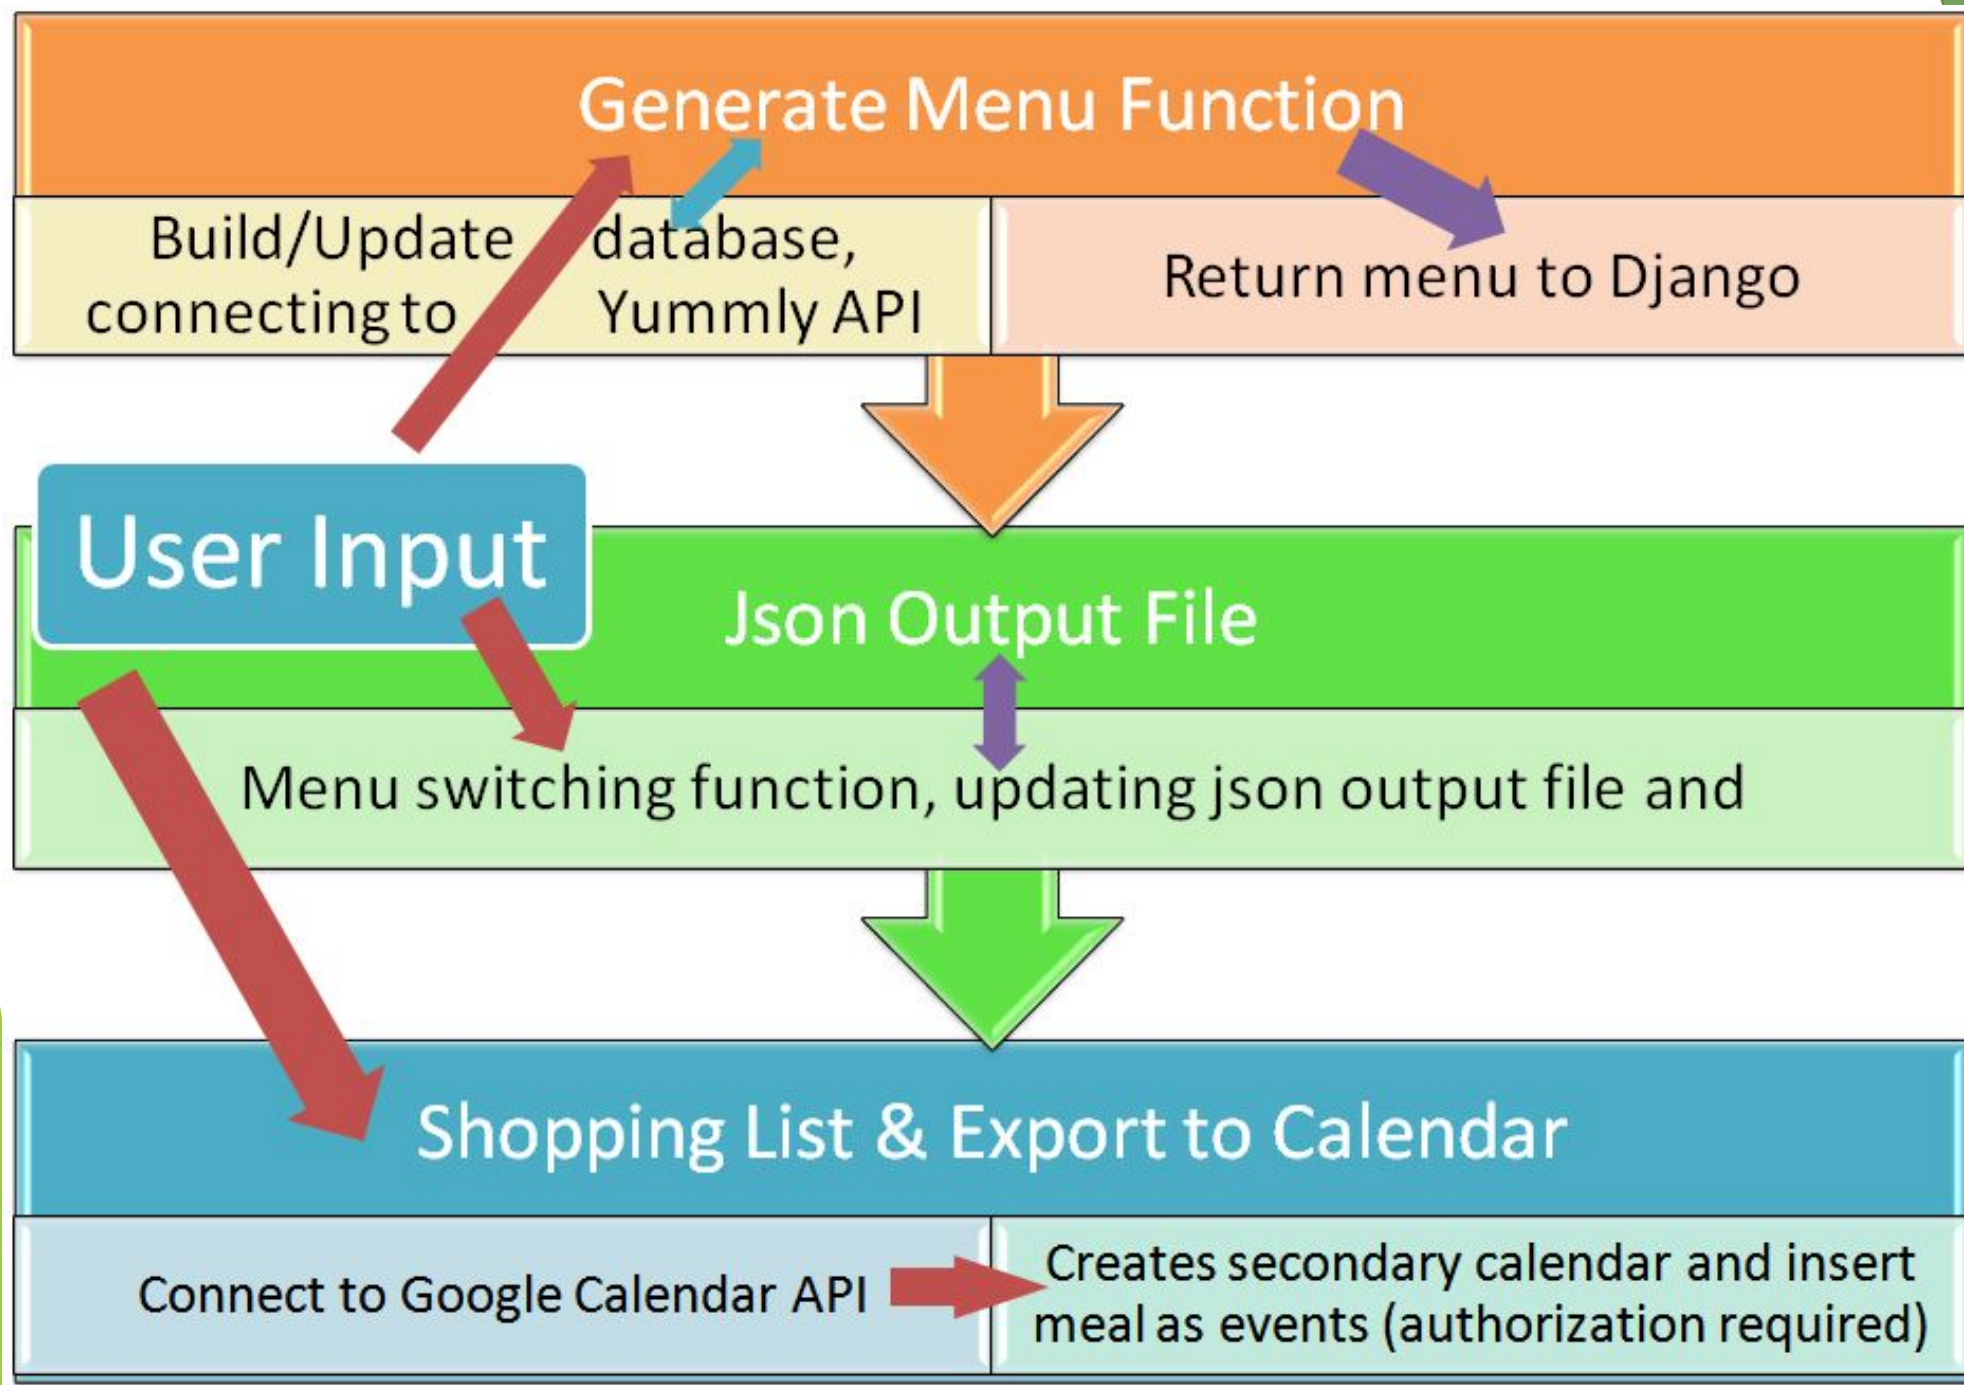 Generate Menu Function
Build/Update database,
connecting to Yummly API
Return menu to Django
User Input
Json Output File
Menu switching function, updating json output file and
Shopping List & Export to Calendar
Connect to Google Calendar API
Creates secondary calendar and insert
meal as events (authorization required)